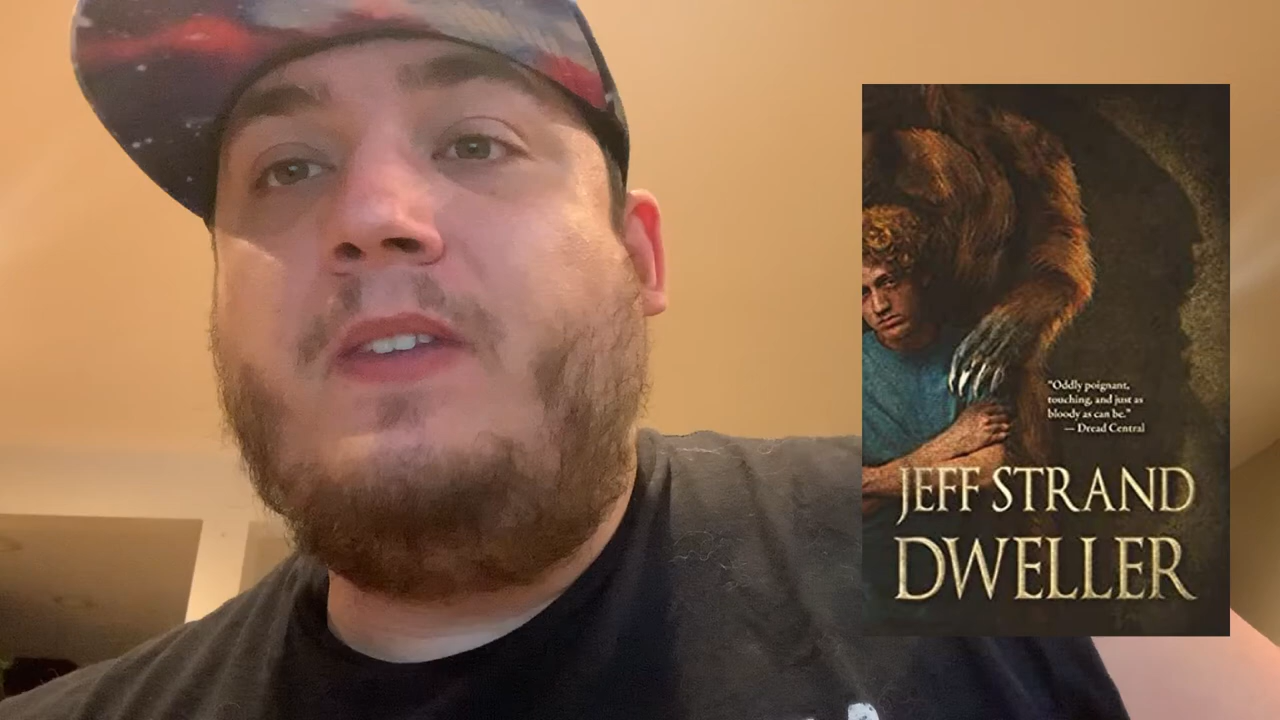 "Oddly poignant,
touching, and just as
bloody as can be."
— Dread Central
JEFF STRAND
DWELLER